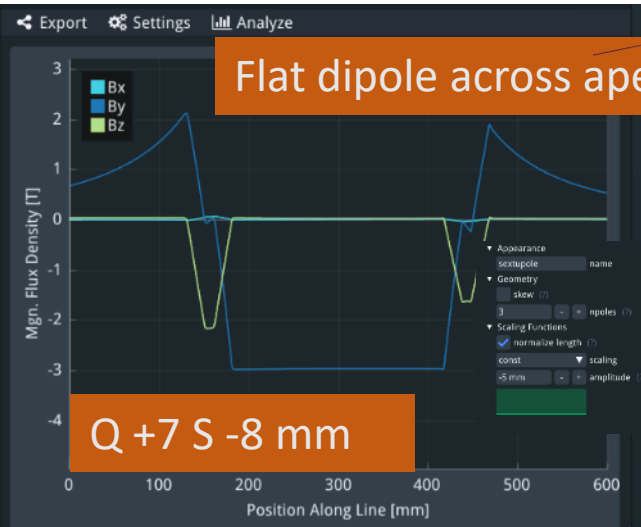 Export Settings Analyze
Flat dipole across ape
Bx
By
Bz
3
2
1
0
-1
-2
-3
-4
Mgn. Flux Density [T]
Appearance
sextupole name
Geometry
skew (?)
3 - + npoles (?)
Scaling Functions
normalize length (?)
const scaling
-5 mm - + amplitude
Q +7 S -8 mm
0 100 200 300 400 500 600
Position Along Line [mm]